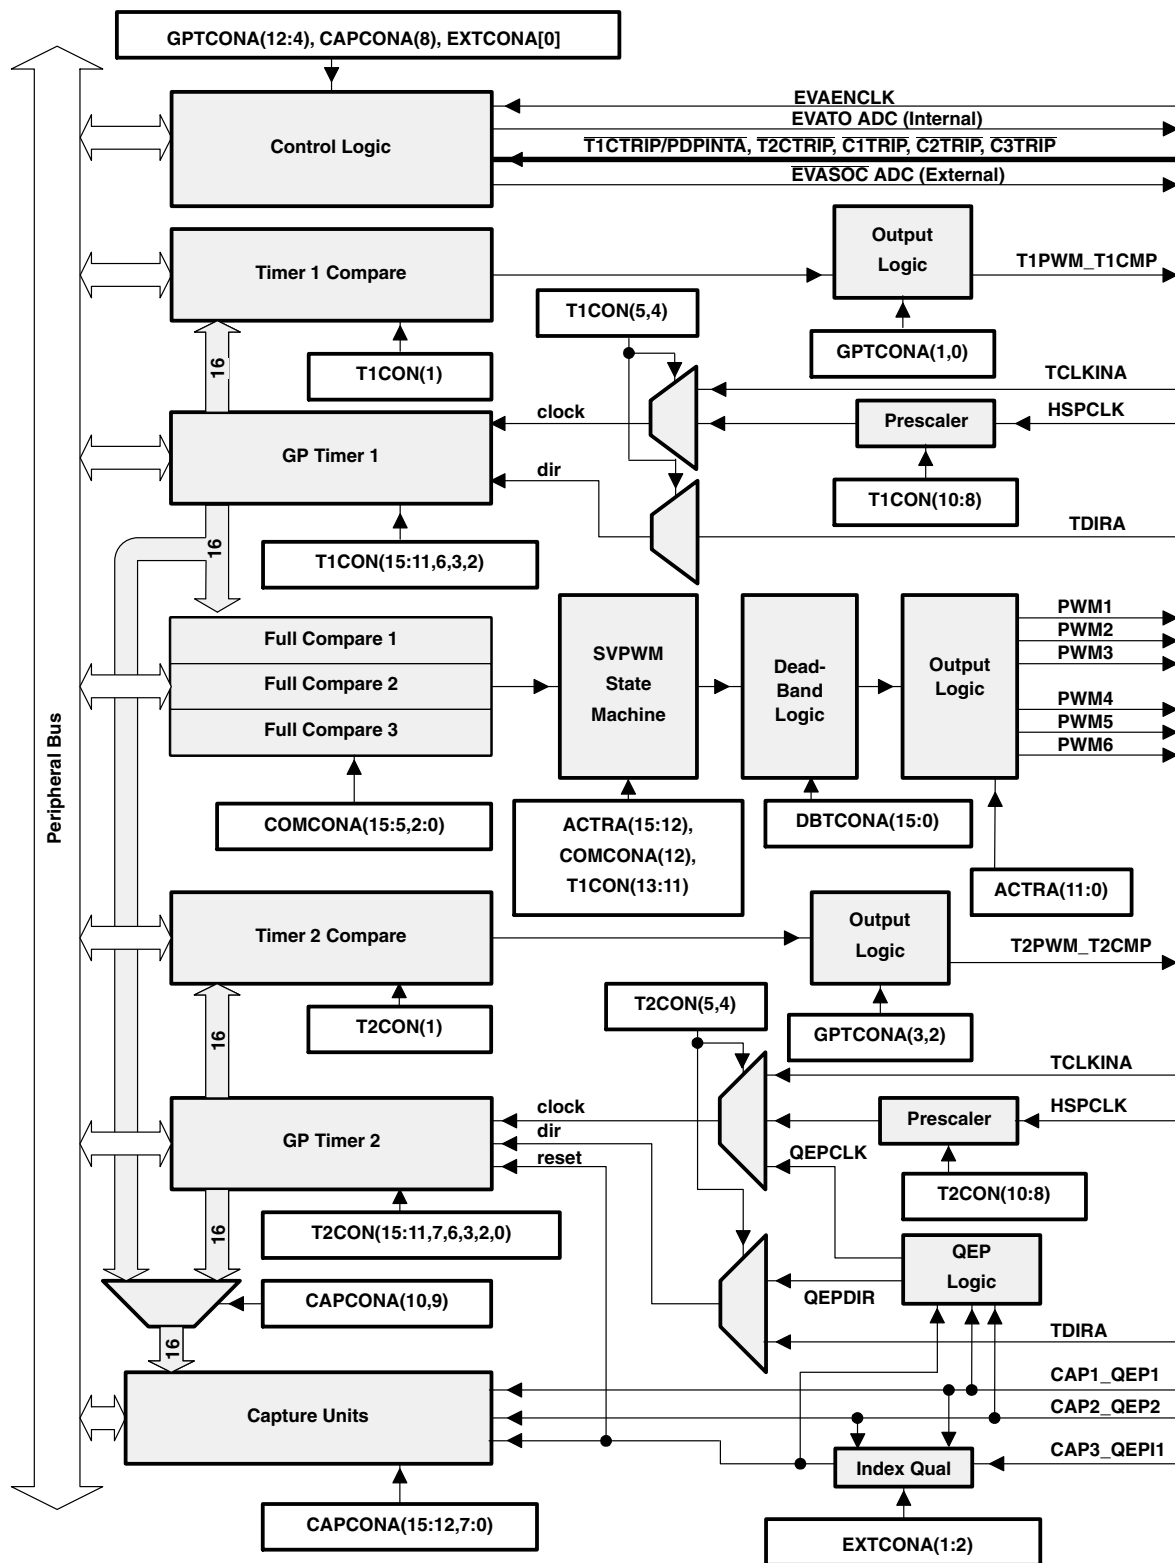 GPTCONA(12:4), CAPCONA(8), EXTCONA[0]
EVAENCLK
EVATO ADC (Internal)
Control Logic
T1CTRIP/PDPINTA, T2CTRIP, C1TRIP, C2TRIP, C3TRIP
EVASOC ADC (External)
Timer 1 Compare
Output
Logic
T1PWM_T1CMP
T1CON(5,4)
GPTCONA(1,0)
16
T1CON(1)
TCLKINA
clock
Prescaler
HSPCLK
GP Timer 1
dir
T1CON(10:8)
TDIRA
16
T1CON(15:11,6,3,2)
Full Compare 1
Full Compare 2
Full Compare 3
SVPWM
State
Machine
Dead-
Band
Logic
Output
Logic
PWM1
PWM2
PWM3
PWM4
PWM5
PWM6
Peripheral Bus
COMCONA(15:5,2:0)
ACTRA(15:12),
COMCONA(12),
T1CON(13:11)
DBTCONA(15:0)
ACTRA(11:0)
Timer 2 Compare
Output
Logic
T2PWM_T2CMP
T2CON(5,4)
GPTCONA(3,2)
16
T2CON(1)
TCLKINA
clock
Prescaler
HSPCLK
GP Timer 2
dir
reset
QEPCLK
T2CON(10:8)
16
T2CON(15:11,7,6,3,2,0)
QEP
Logic
QEPDIR
CAPCONA(10,9)
TDIRA
16
CAP1_QEP1
Capture Units
CAP2_QEP2
Index Qual
CAP3_QEPI1
CAPCONA(15:12,7:0)
EXTCONA(1:2)